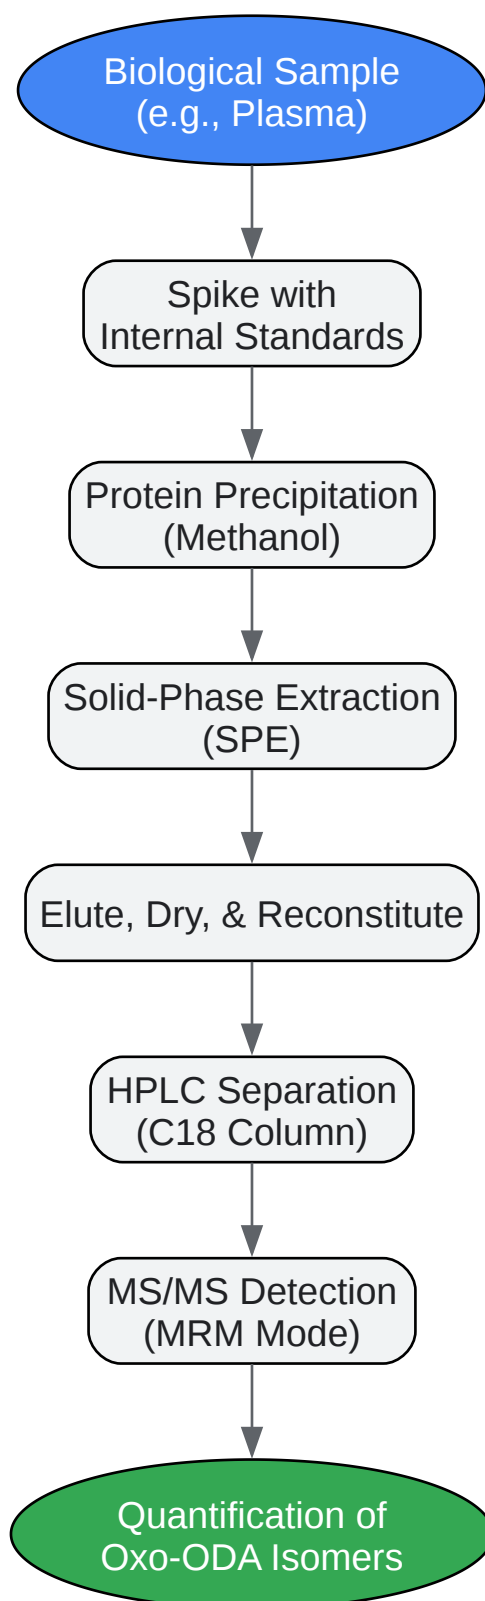 Biological Sample
(e.g., Plasma)
Spike with
Internal Standards
Protein Precipitation
(Methanol)
Solid-Phase Extraction
(SPE)
Elute, Dry, & Reconstitute
HPLC Separation
(C18 Column)
MS/MS Detection
(MRM Mode)
Quantification of
Oxo-ODA Isomers